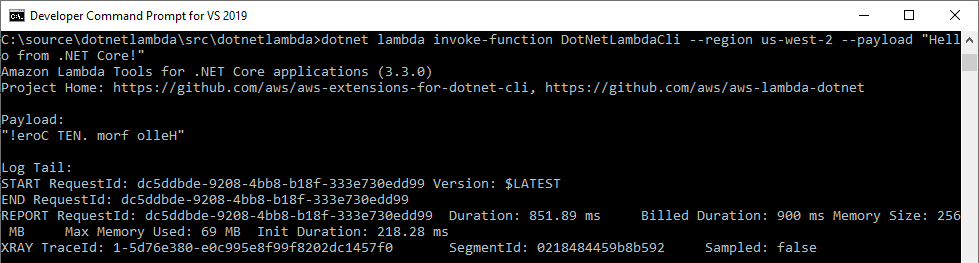 Developer Command Prompt for VS 2019
C:\source\dotnetlambda\src\dotnetlambda>dotnet lambda invoke-function DotNetLambdaCli --region us-west-2 --payload "Hell
o from .NET Core!"
Amazon Lambda Tools for .NET Core applications (3.3.0)
Project Home: https://github.com/aws/aws-extensions-for-dotnet-cli, https://github.com/aws/aws-lambda-dotnet
Payload:
"!eroC TEN. morf olleH"
Log Tail:
START RequestId: dc5ddbde-9208-4bb8-b18f-333e730edd99 Version: $LATEST
END RequestId: dc5ddbde-9208-4bb8-b18f-333e730edd99
REPORT RequestId: dc5ddbde-9208-4bb8-b18f-333e730edd99  Duration: 851.89 ms     Billed Duration: 900 ms Memory Size: 256
 MB     Max Memory Used: 69 MB  Init Duration: 218.28 ms
XRAY TraceId: 1-5d76e380-e0c995e8f99f8202dc1457f0       SegmentId: 0218484459b8b592     Sampled: false